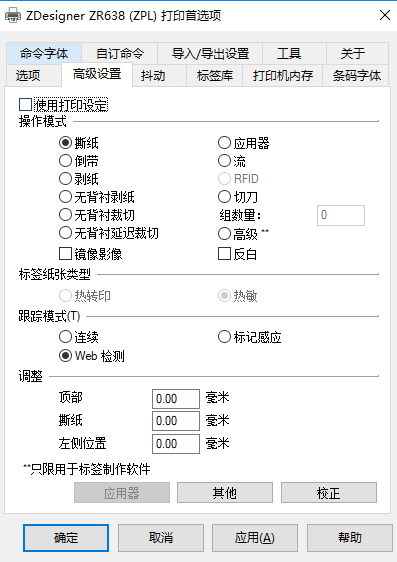 ZDesigner ZR638 (ZPL) 打印首选项
命令字体 自订命令 导入/导出设置 工具 关于
选项 高级设置 抖动 标签库 打印机内存 条码字体
使用打印设定
操作模式
撕纸 应用器
倒带 流
剥纸 RFID
无背衬剥纸 切刀
无背衬裁切 组数量: 0
无背衬延迟裁切 高级 **
镜像影像 反白
标签纸张类型
热转印 热敏
跟踪模式(T)
连续 标记感应
Web 检测
调整
顶部 0.00 毫米
撕纸 0.00 毫米
左侧位置 0.00 毫米
**只限用于标签制作软件
应用器 其他 校正
确定 取消 应用(A) 帮助